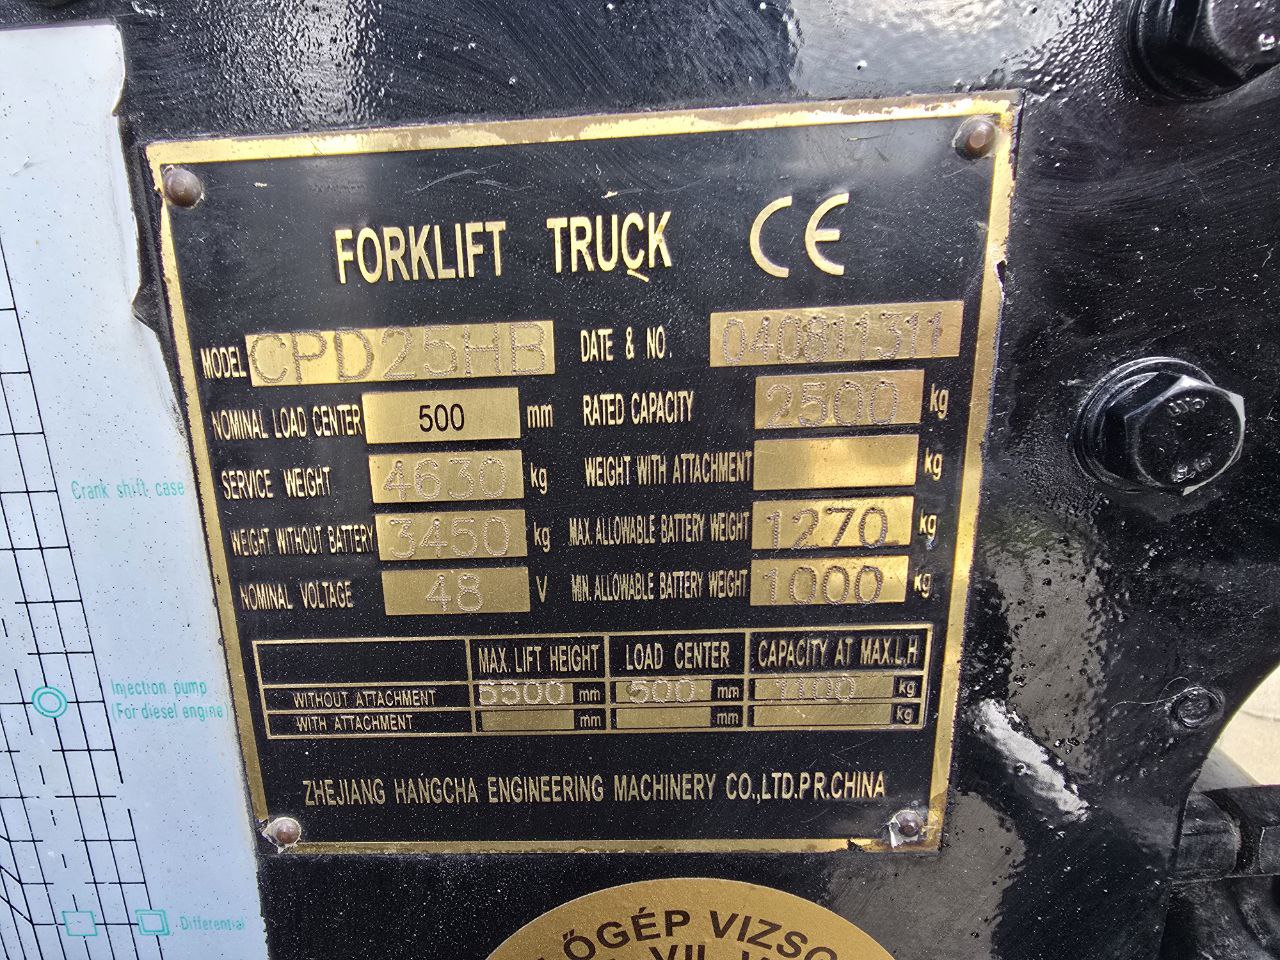 FORKLIFT TRUCK CE
MODEL CPD25HB DATE & NO. 040811311
NOMINAL LOAD CENTER 500 mm RATED CAPACITY 2500 kg
SERVICE WEIGHT 4630 kg WEIGHT WITH ATTACHMENT kg
WEIGHT WITHOUT BATTERY 3450 kg MAX. ALLOWABLE BATTERY WEIGHT 1270 kg
NOMINAL VOLTAGE 48 V MIN. ALLOWABLE BATTERY WEIGHT 1000 kg
MAX. LIFT HEIGHT LOAD CENTER CAPACITY AT MAX.L.H
WITHOUT ATTACHMENT 5500 mm 500 mm 1100 kg
WITH ATTACHMENT mm mm kg
ZHEJIANG HANGCHA ENGINEERING MACHINERY CO.,LTD.P.R.CHINA
Crank shift case
Injection pump
(For diesel engine)
Differential
8.8